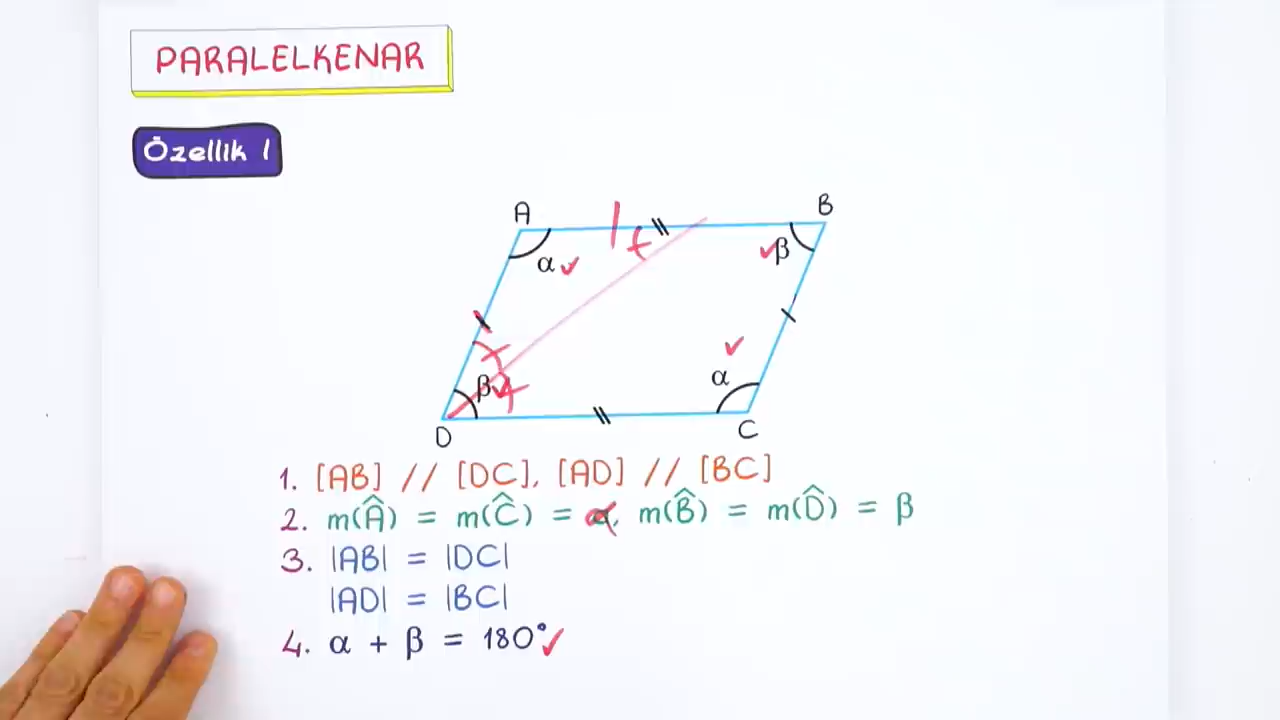 PARALELKENAR
Özellik 1
A
B
α
β
β
α
D
C
1. [AB] // [DC], [AD] // [BC]
2. m(Â) = m(Ĉ) = α, m(B̂) = m(D̂) = β
3. |AB| = |DC|
|AD| = |BC|
4. α + β = 180°